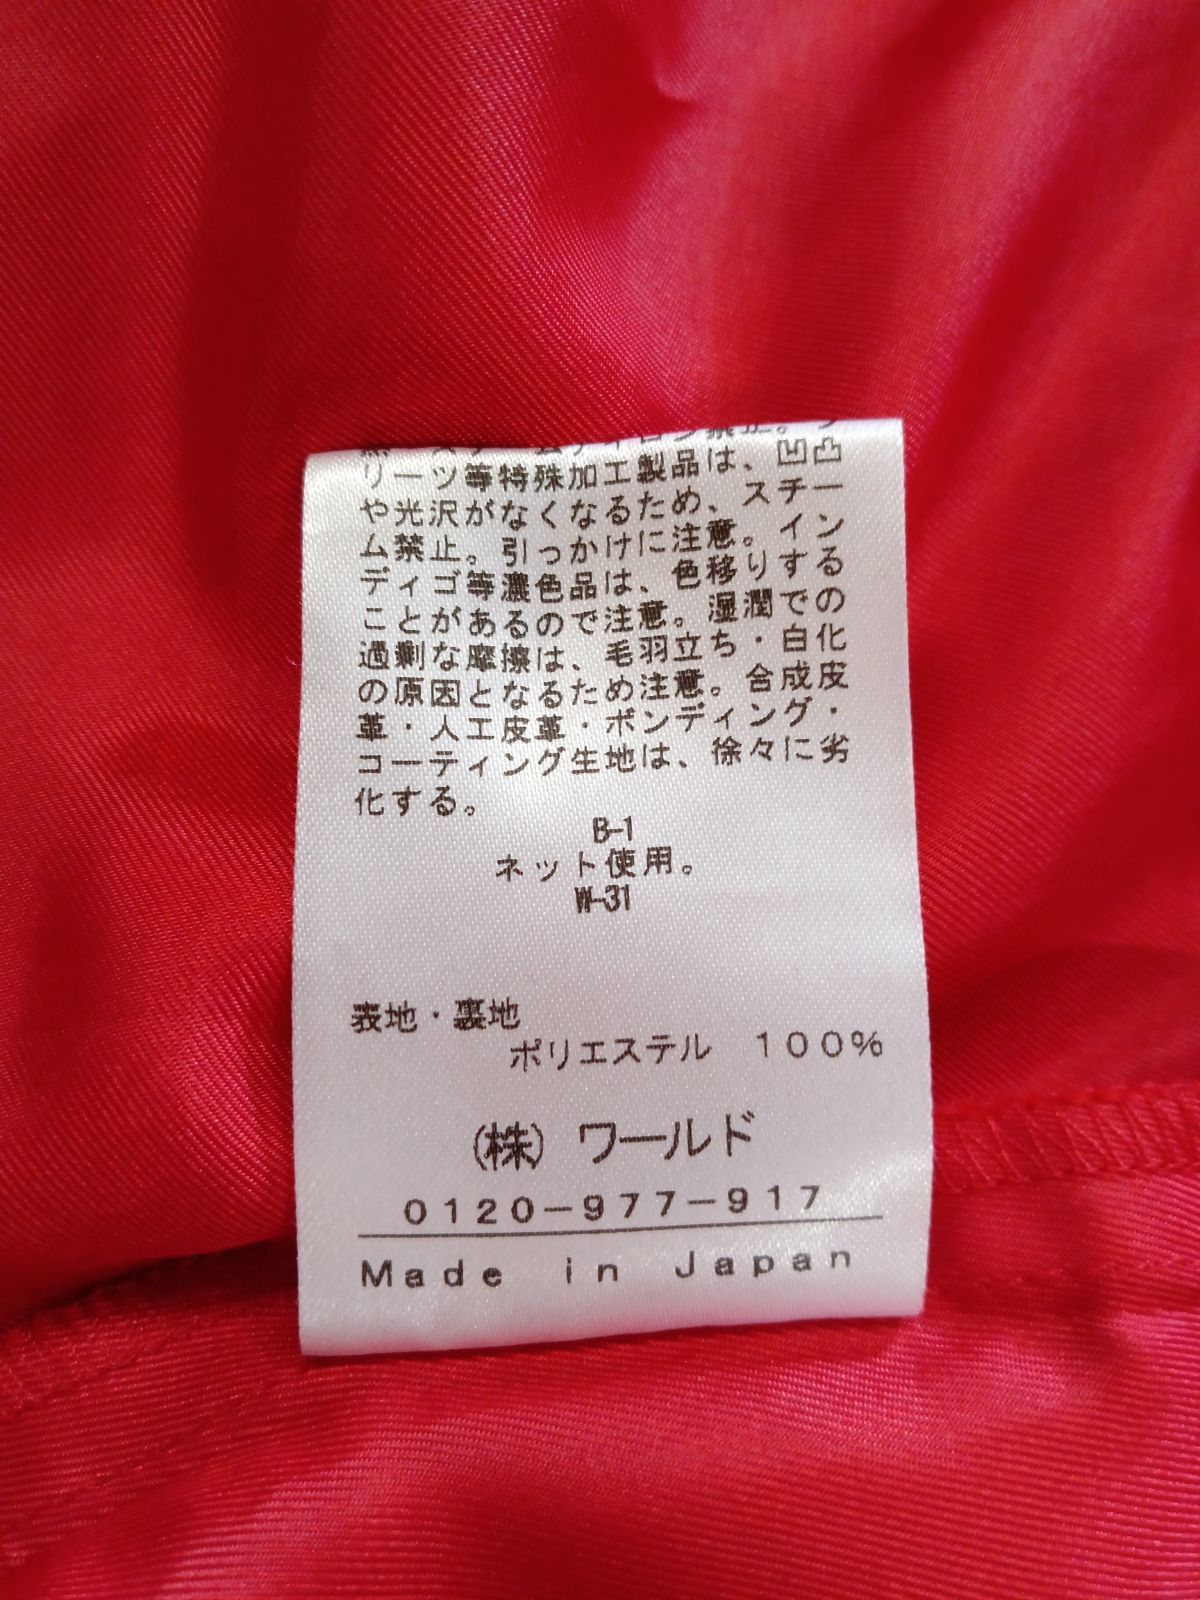 リーツ等特殊加工製品は、凹凸
や光沢がなくなるため、スチー
ム禁止。引っかけに注意。イン
ディゴ等濃色品は、色移りする
ことがあるので注意。湿潤での
過剰な摩擦は、毛羽立ち・白化
の原因となるため注意。合成皮
革・人工皮革・ボンディング・
コーティング生地は、徐々に劣
化する。
B-1
ネット使用。
W-31
表地・裏地
ポリエステル 100%
(株) ワールド
0120-977-917
Made in Japan